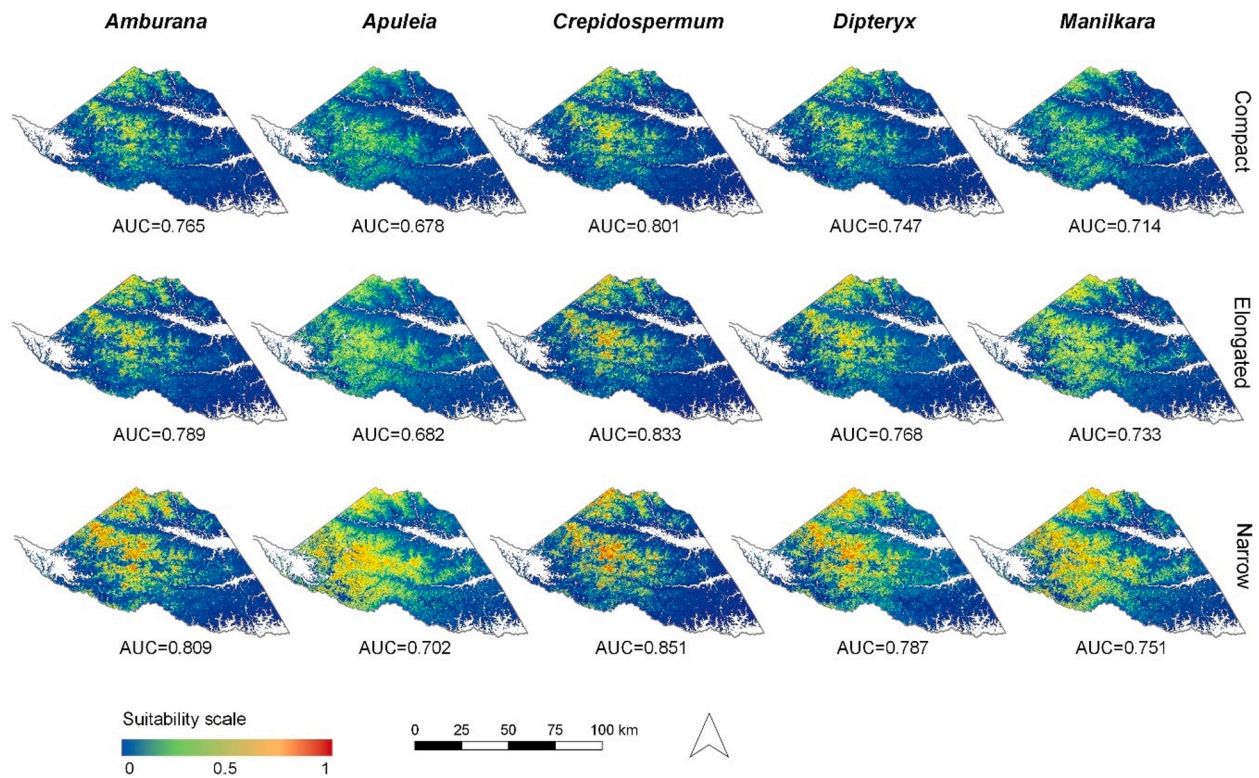 Amburana Apuleia Crepidospermum Dipteryx Manilkara
Compact
AUC=0.765 AUC=0.678 AUC=0.801 AUC=0.747 AUC=0.714
Elongated
AUC=0.789 AUC=0.682 AUC=0.833 AUC=0.768 AUC=0.733
Narrow
AUC=0.809 AUC=0.702 AUC=0.851 AUC=0.787 AUC=0.751
Suitability scale
0 0.5 1
0 25 50 75 100 km